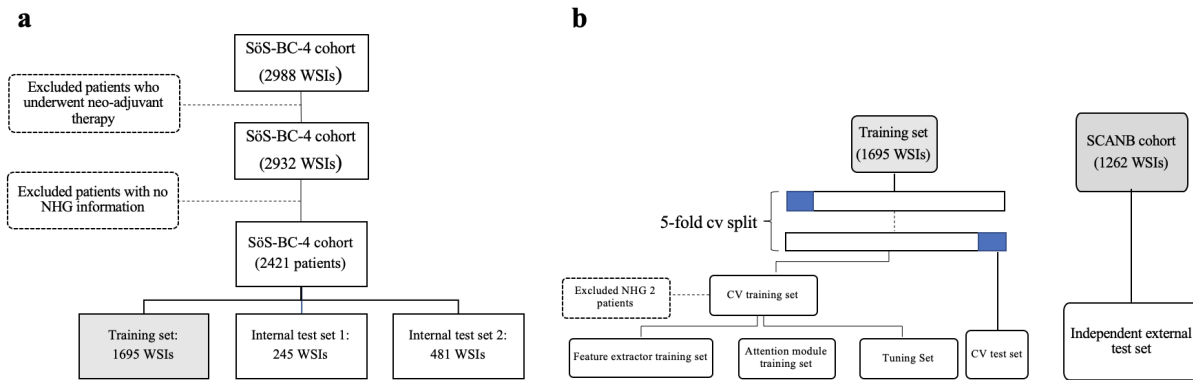 a
SöS-BC-4 cohort
(2988 WSIs)
Excluded patients who
underwent neo-adjuvant
therapy
SöS-BC-4 cohort
(2932 WSIs)
Excluded patients with no
NHG information
SöS-BC-4 cohort
(2421 patients)
Training set:
1695 WSIs
Internal test set 1:
245 WSIs
Internal test set 2:
481 WSIs
b
Training set
(1695 WSIs)
SCANB cohort
(1262 WSIs)
5-fold cv split
Excluded NHG 2
patients
CV training set
Feature extractor training set
Attention module
training set
Tuning Set
CV test set
Independent external
test set